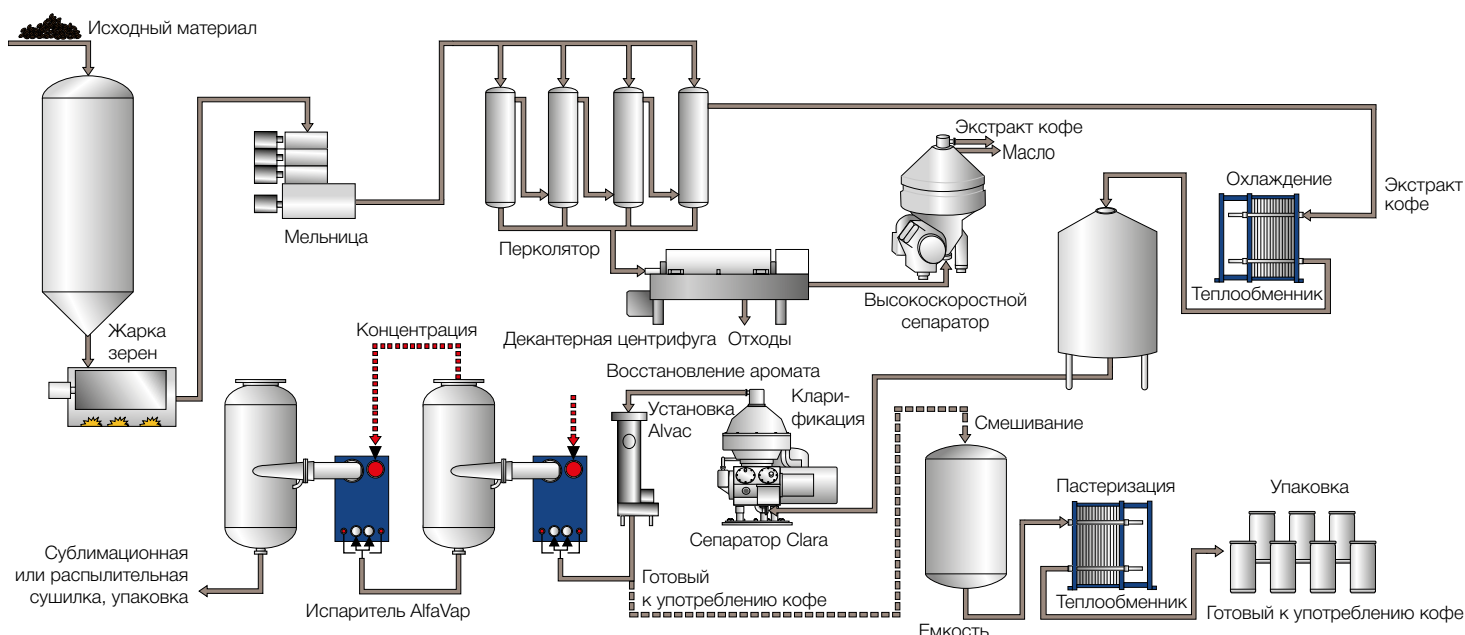 Исходный материал
Экстракт кофе
Масло
Охлаждение
Экстракт
кофе
Мельница
Перколятор
Высокоскоростной
сепаратор
Теплообменник
Жарка
зерен
Концентрация
Декантерная центрифуга
Отходы
Восстановление аромата
Установка
Alvac
Клари-
фикация
Смешивание
Пастеризация
Упаковка
Сепаратор Clara
Сублимационная
или распылительная
сушилка, упаковка
Испаритель AlfaVap
Готовый
к употреблению кофе
Теплообменник
Готовый к употреблению кофе
Емкость